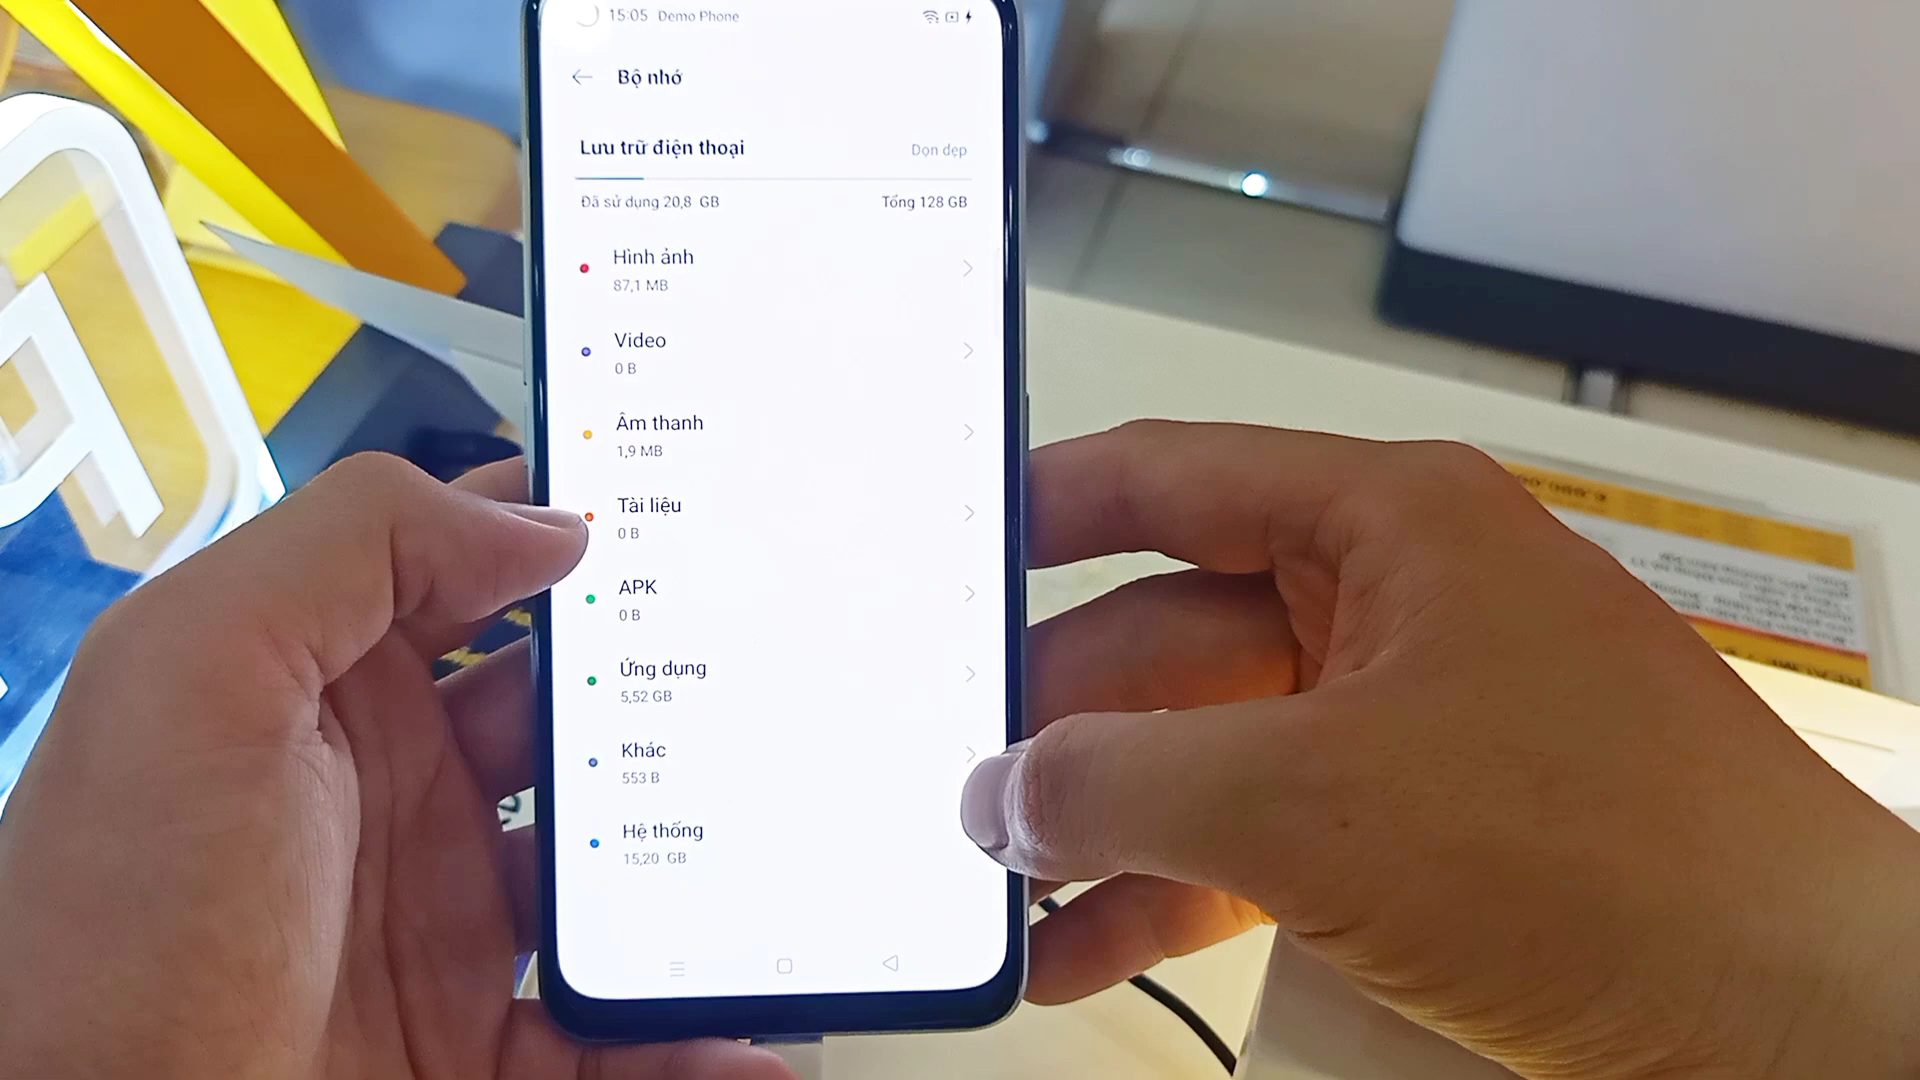 15:05 Demo Phone
Bộ nhớ
Lưu trữ điện thoại
Dọn dẹp
Đã sử dụng 20,8 GB
Tổng 128 GB
Hình ảnh
87,1 MB
Video
0 B
Âm thanh
1,9 MB
Tài liệu
0 B
APK
0 B
Ứng dụng
5,52 GB
Khác
553 B
Hệ thống
15,20 GB